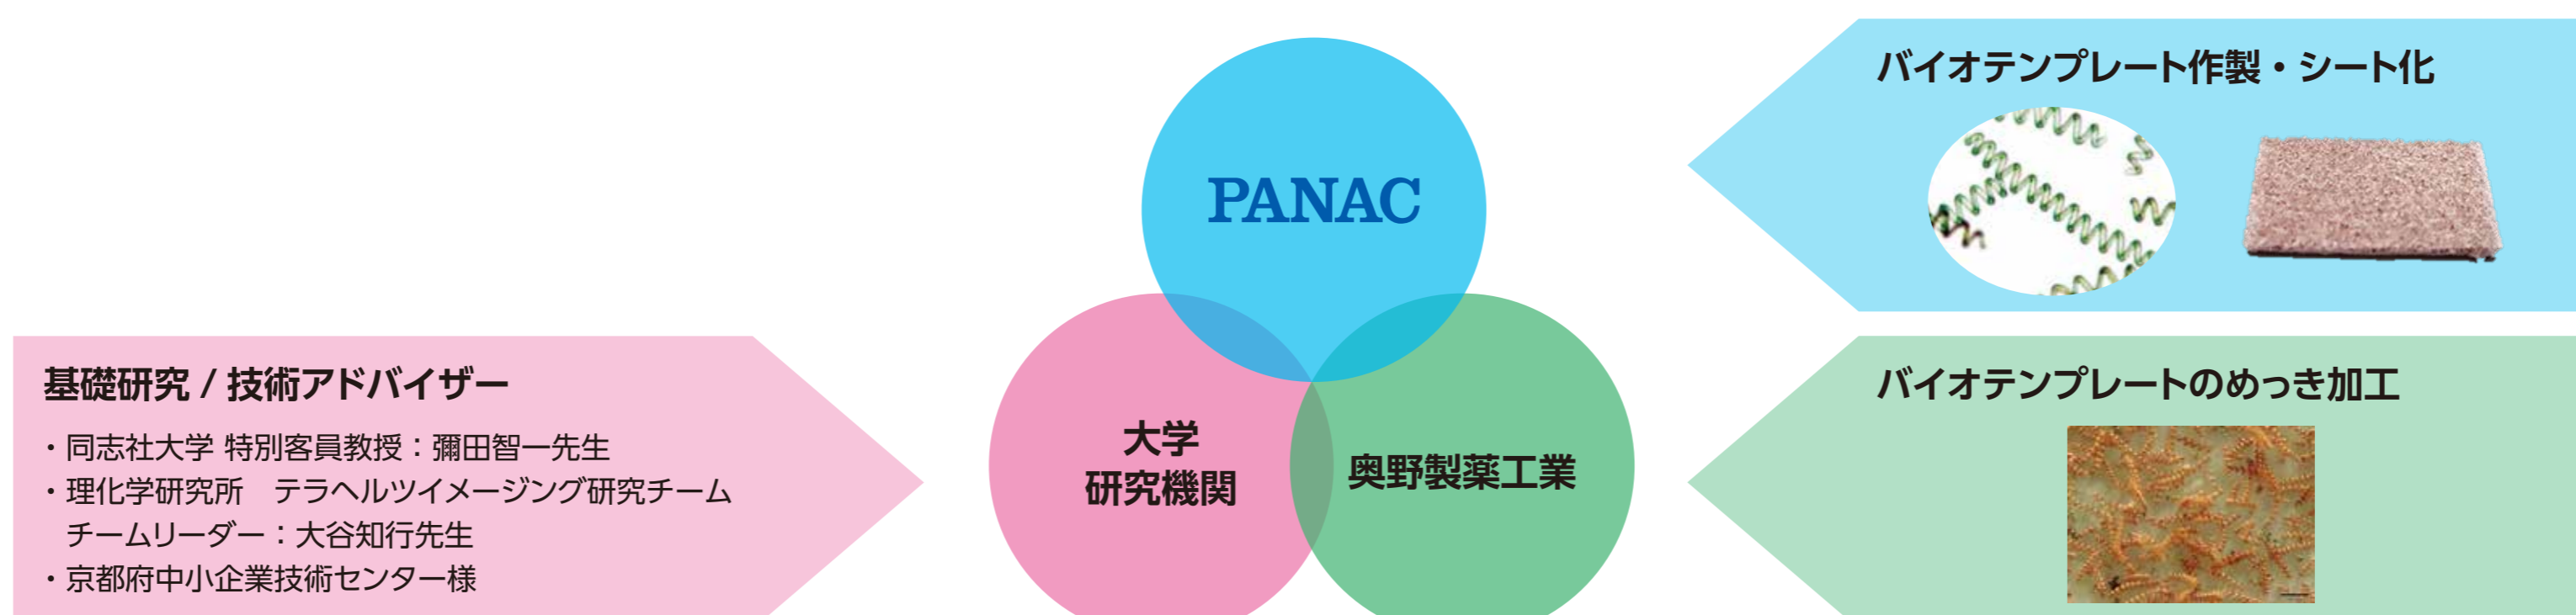 PANAC
大学
研究機関
奥野製薬工業
基礎研究 / 技術アドバイザー
・同志社大学 特別客員教授：彌田智一先生
・理化学研究所　テラヘルツイメージング研究チーム
チームリーダー：大谷知行先生
・京都府中小企業技術センター様
バイオテンプレート作製・シート化
バイオテンプレートのめっき加工